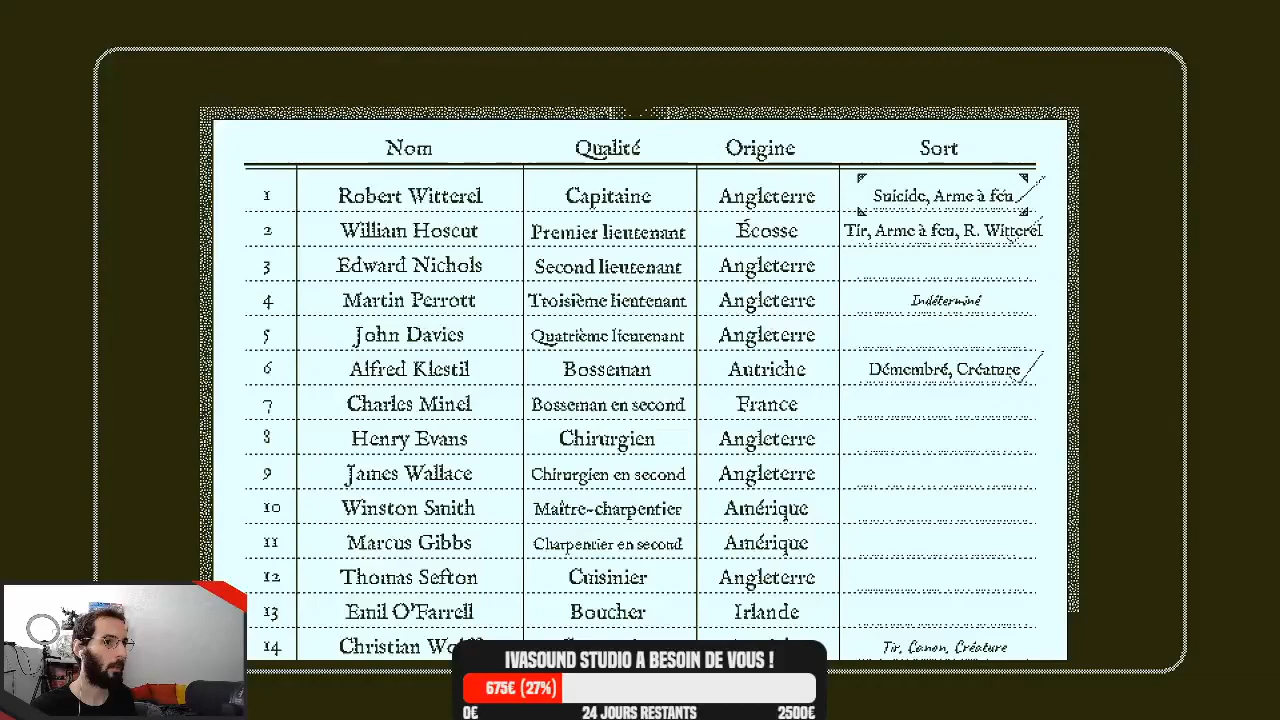 Nom Qualité Origine Sort
1 Robert Witterel Capitaine Angleterre Suicide, Arme à feu
2 William Hoscut Premier lieutenant Écosse Tir, Arme à feu, R. Witterel
3 Edward Nichols Second lieutenant Angleterre
4 Martin Perrott Troisième lieutenant Angleterre Indéterminé
5 John Davies Quatrième lieutenant Angleterre
6 Alfred Klestil Bosseman Autriche Démembré, Créature
7 Charles Miner Bosseman en second France
8 Henry Evans Chirurgien Angleterre
9 James Wallace Chirurgien en second Angleterre
10 Winston Smith Maître-charpentier Amérique
11 Marcus Gibbs Charpentier en second Amérique
12 Thomas Sefton Cuisinier Angleterre
13 Emil O'Farrell Boucher Irlande
14 Christian Tir, Canon, Créature
IVASOUND STUDIO A BESOIN DE VOUS !
675€ (27%)
0€ 24 JOURS RESTANTS 2500€